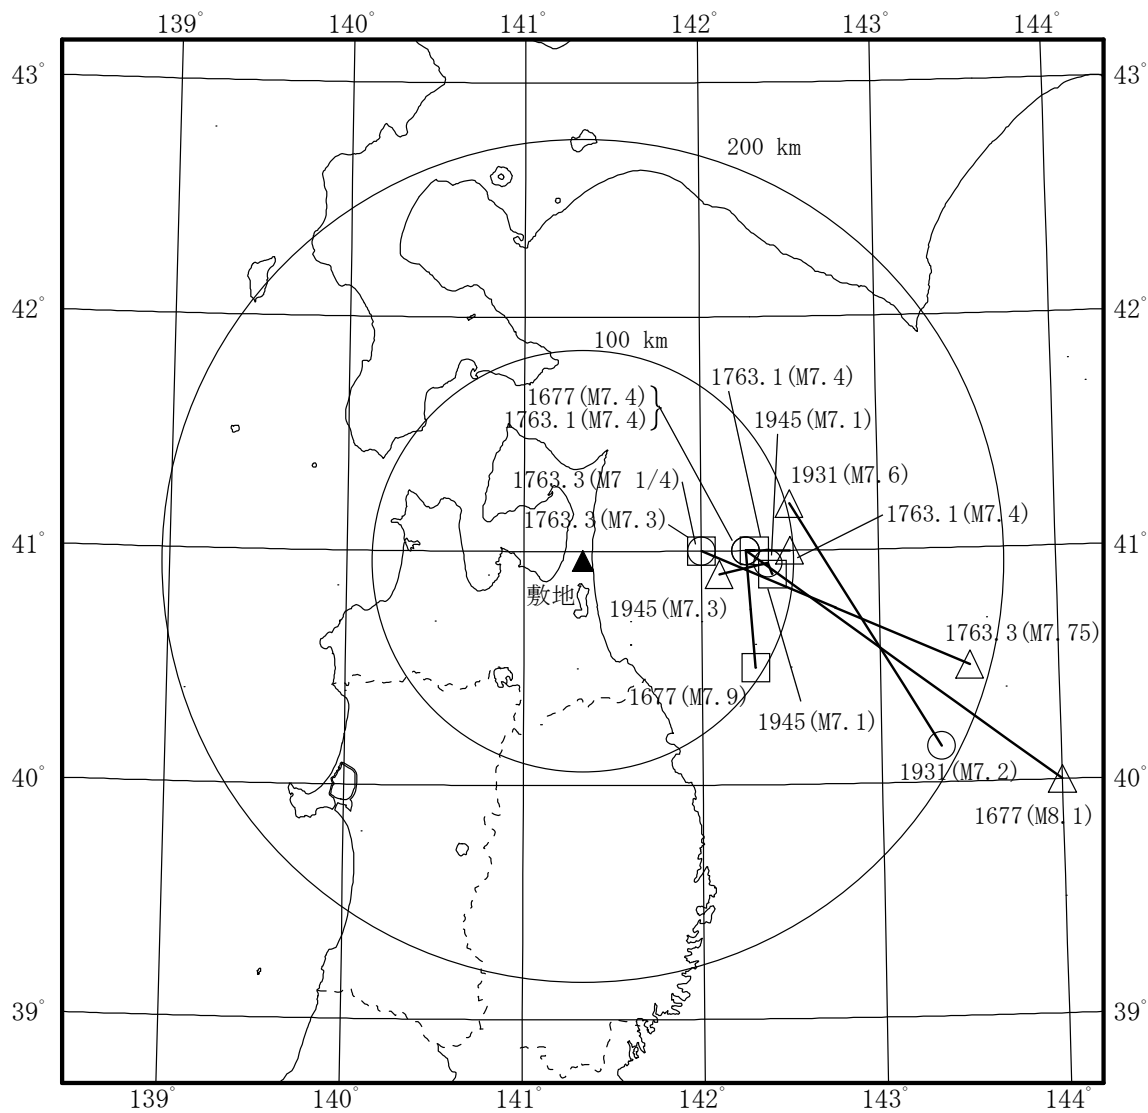 139° 140° 141° 142° 143° 144°
43° 43°
200 km
42° 42°
100 km
1763.1(M7.4)
1677(M7.4)
1763.1(M7.4)
1945(M7.1)
1931(M7.6)
1763.3(M7 1/4)
1763.1(M7.4)
1763.3(M7.3)
41° 41°
敷地
1945(M7.3)
1763.3(M7.75)
1677(M7.9)
1945(M7.1)
40° 40°
1931(M7.2)
1677(M8.1)
39° 39°
139° 140° 141° 142° 143° 144°